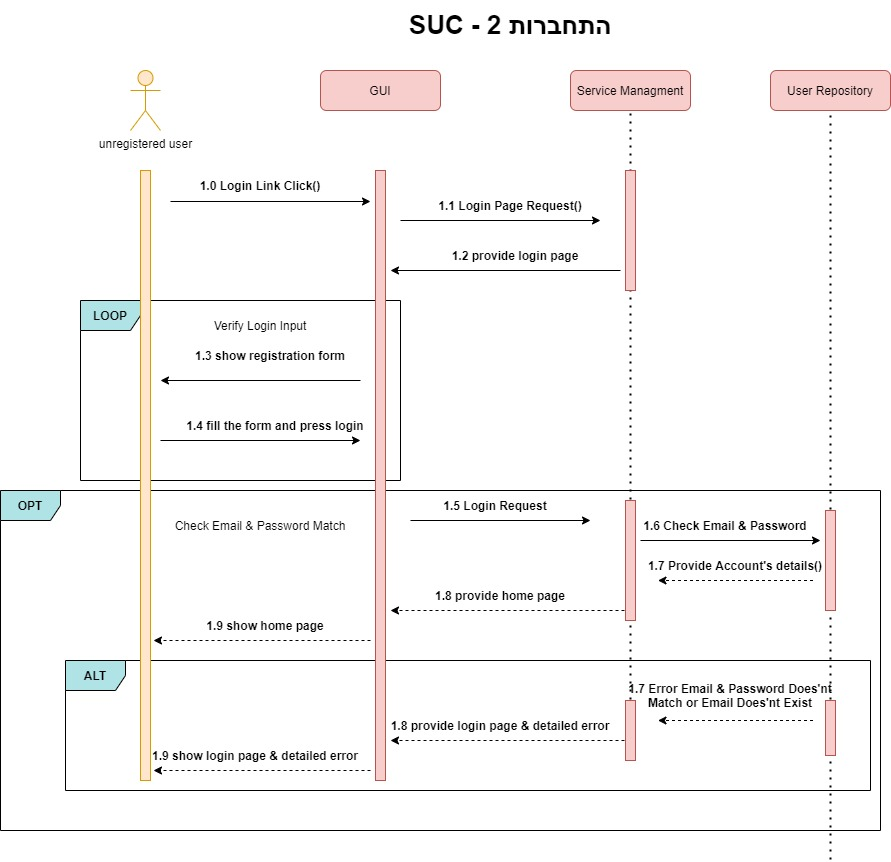 SUC - 2 התחברות
GUI
Service Managment
User Repository
unregistered user
1.0 Login Link Click()
1.1 Login Page Request()
1.2 provide login page
LOOP
Verify Login Input
1.3 show registration form
1.4 fill the form and press login
OPT
Check Email & Password Match
1.5 Login Request
1.6 Check Email & Password
1.7 Provide Account's details()
1.8 provide home page
1.9 show home page
ALT
1.7 Error Email & Password Does'nt
Match or Email Does'nt Exist
1.8 provide login page & detailed error
1.9 show login page & detailed error